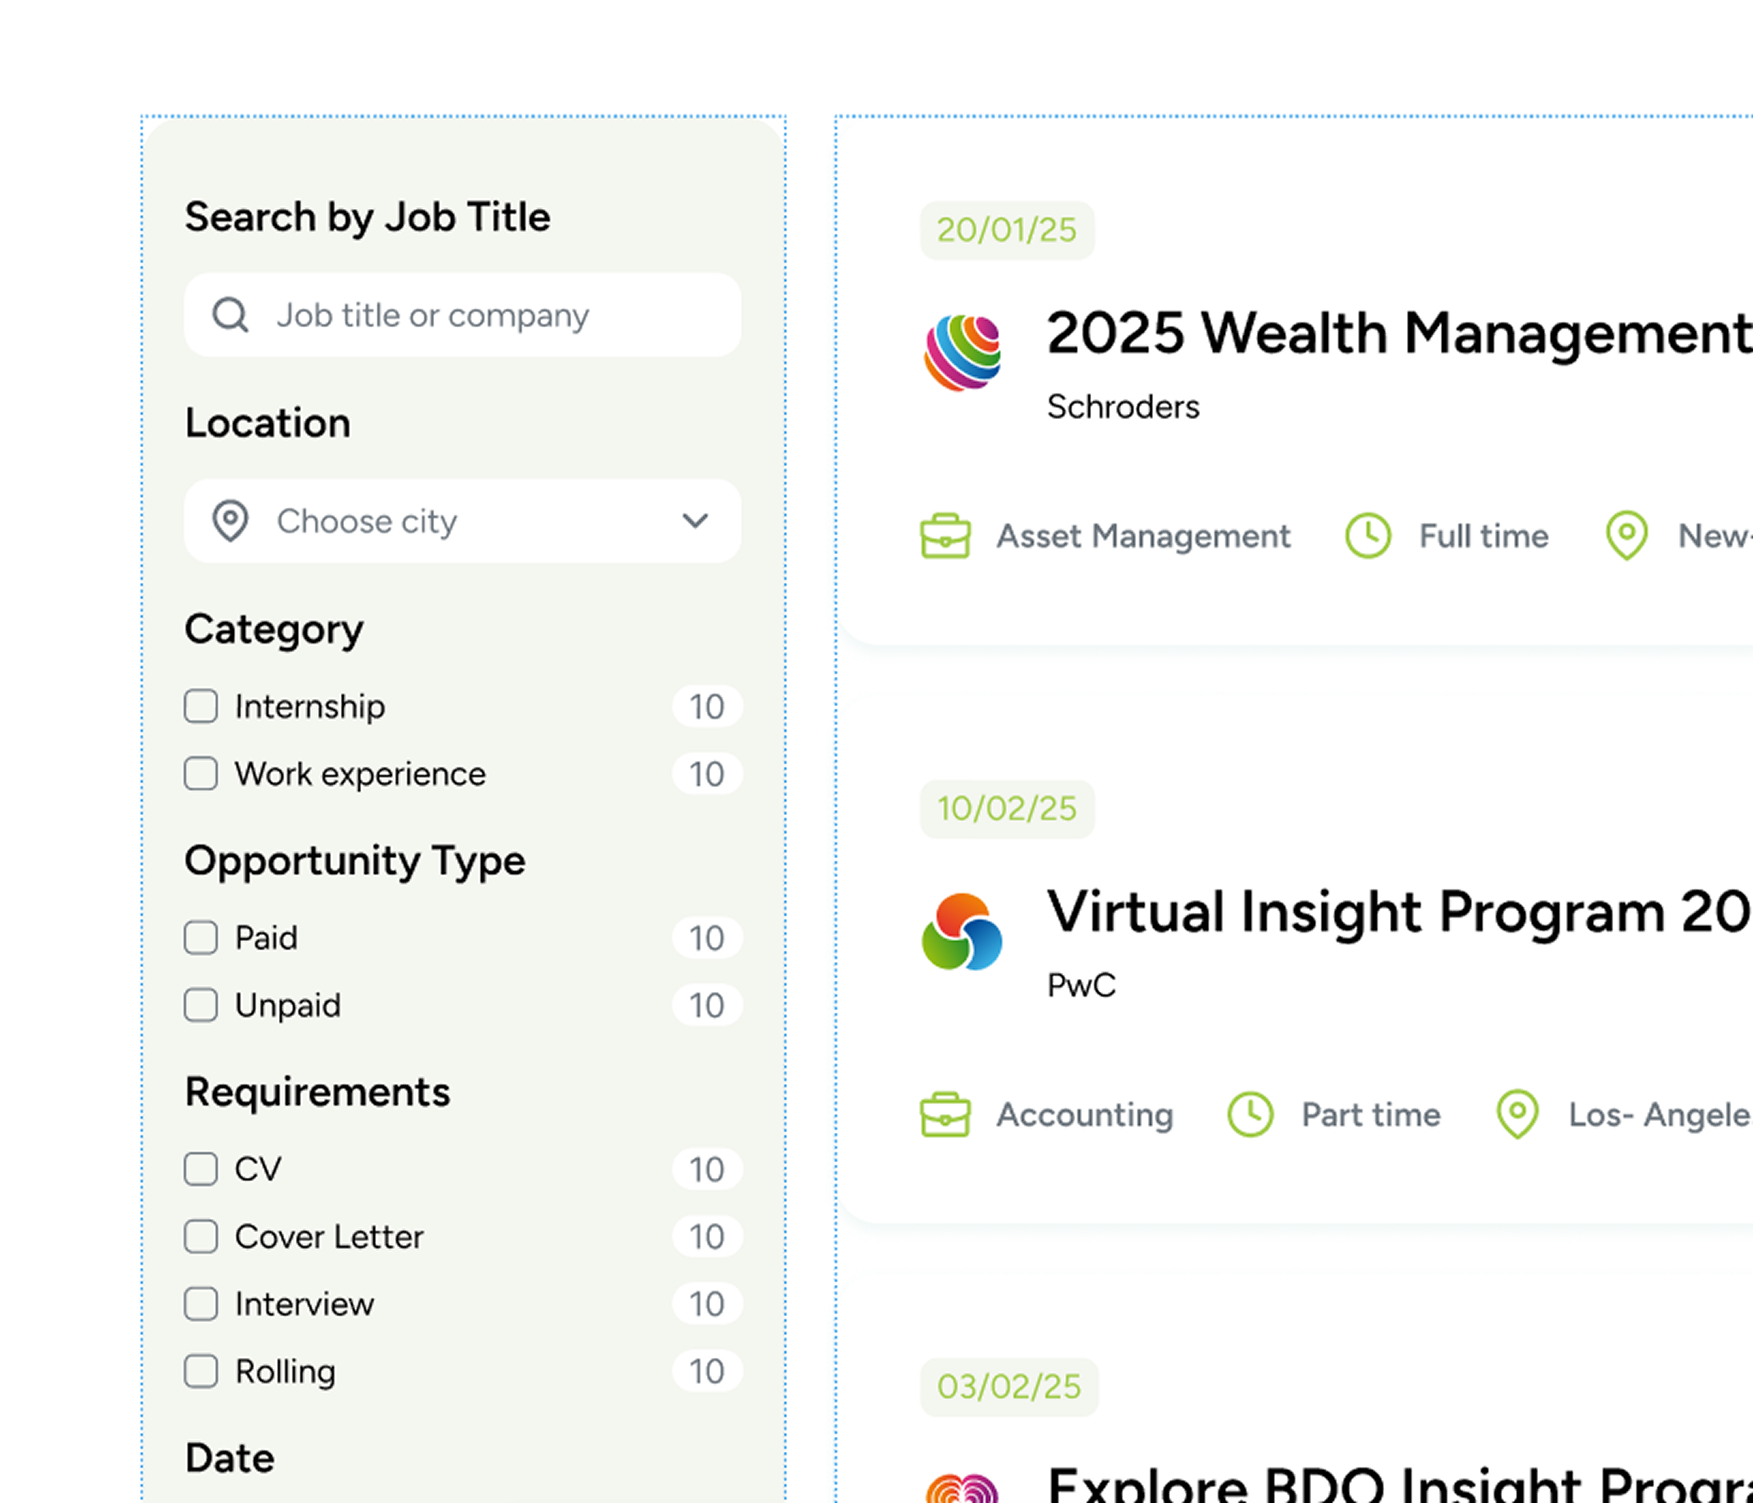 Search by Job Title
Job title or company
Location
Choose city
Category
Internship 10
Work experience 10
Opportunity Type
Paid 10
Unpaid 10
Requirements
CV 10
Cover Letter 10
Interview 10
Rolling 10
Date
20/01/25
2025 Wealth Management
Schroders
Asset Management Full time New-
10/02/25
Virtual Insight Program 20
PwC
Accounting Part time Los- Angele
03/02/25
Explore BDO Insight Progra